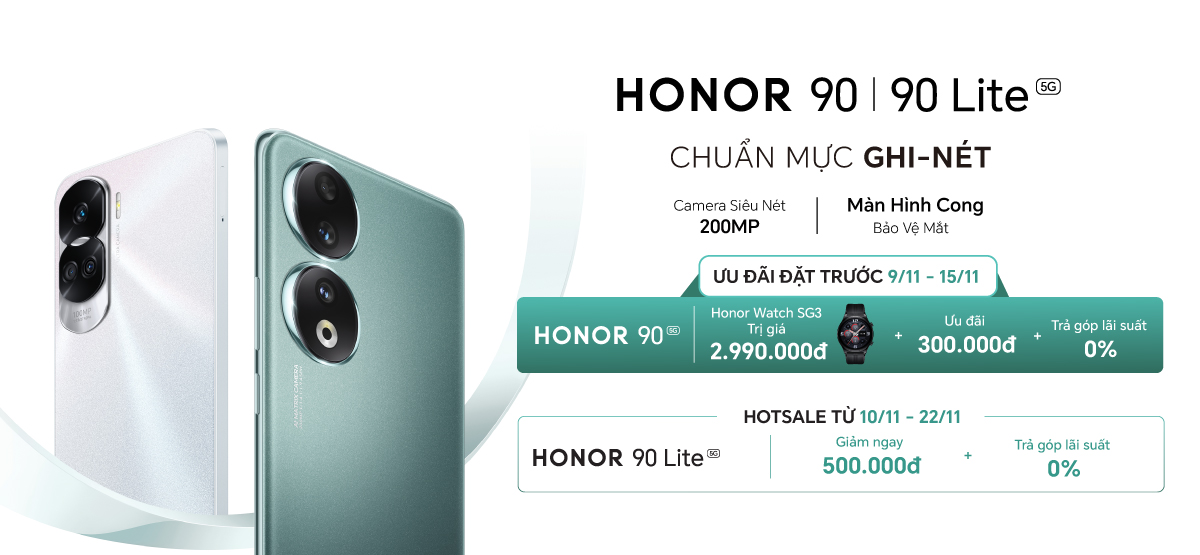 HONOR 90 | 90 Lite 5G
CHUẨN MỰC GHI-NÉT
Camera Siêu Nét
200MP
Màn Hình Cong
Bảo Vệ Mắt
ƯU ĐÃI ĐẶT TRƯỚC 9/11 - 15/11
HONOR 90 5G
Honor Watch SG3
Trị giá
2.990.000đ
+
Ưu đãi
300.000đ
+
Trả góp lãi suất
0%
HOTSALE TỪ 10/11 - 22/11
HONOR 90 Lite 5G
Giảm ngay
500.000đ
+
Trả góp lãi suất
0%
100MP